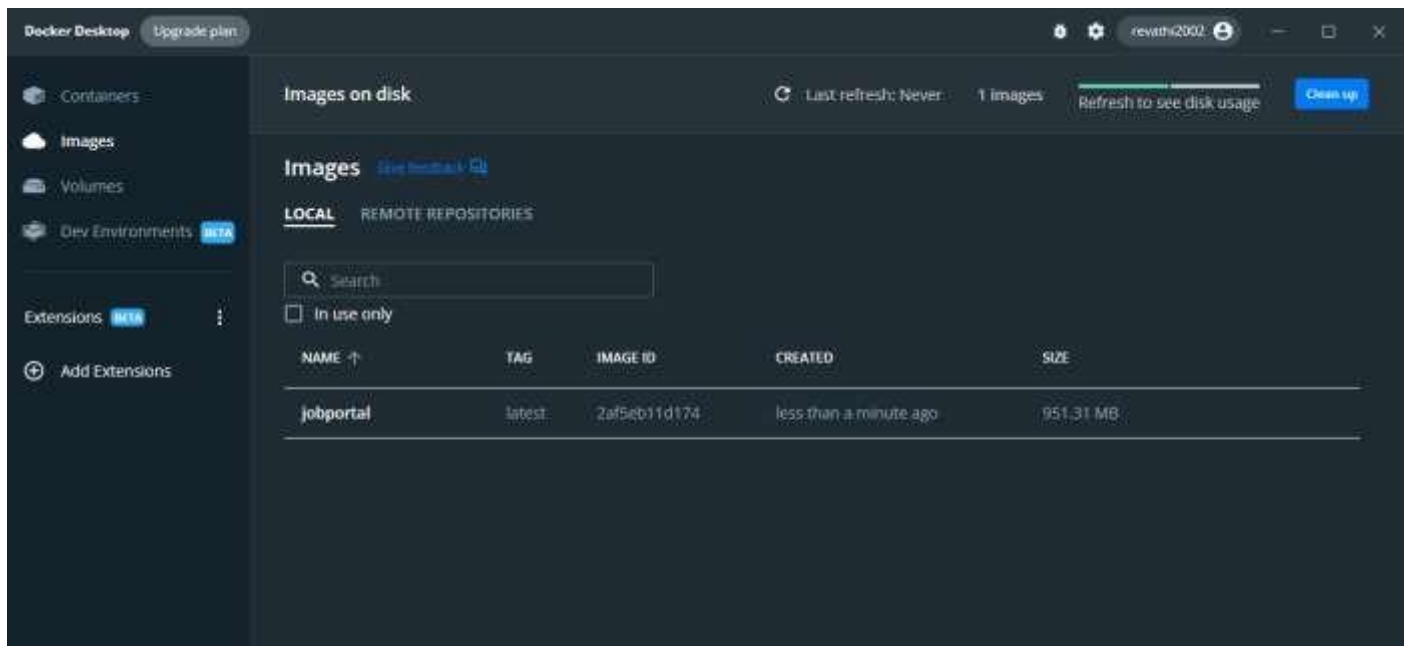 Docker Desktop Upgrade plan revathi2002
Containers
Images
Volumes
Dev Environments BETA
Extensions BETA
Add Extensions
Images on disk Last refresh: Never 1 images Refresh to see disk usage Clean up
Images Give feedback
LOCAL REMOTE REPOSITORIES
Search
In use only
NAME ↑ TAG IMAGE ID CREATED SIZE
jobportal latest 2af5eb11d174 less than a minute ago 951.31 MB